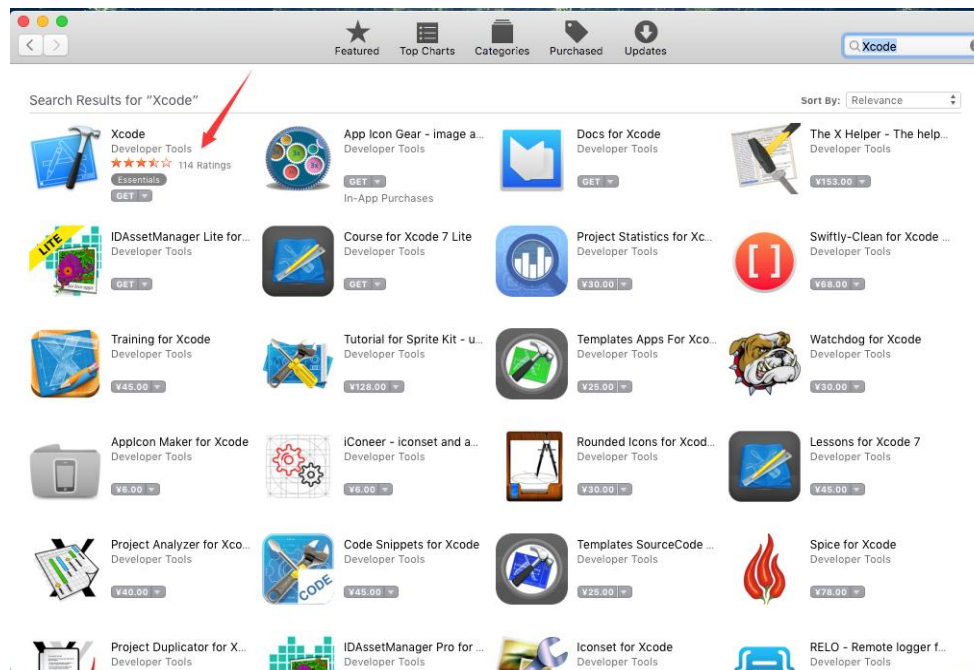 Featured
Top Charts
Categories
Purchased
Updates
Xcode
Search Results for “Xcode”
Sort By: Relevance
Xcode
Developer Tools
114 Ratings
Essentials
GET
App Icon Gear - image a...
Developer Tools
GET
In-App Purchases
Docs for Xcode
Developer Tools
GET
The X Helper - The help...
Developer Tools
¥153.00
LITE
IDAssetManager Lite for...
Developer Tools
GET
Course for Xcode 7 Lite
Developer Tools
GET
Project Statistics for Xc...
Developer Tools
¥30.00
Swiftly-Clean for Xcode ...
Developer Tools
¥68.00
Training for Xcode
Developer Tools
¥45.00
Tutorial for Sprite Kit - u...
Developer Tools
¥128.00
Templates Apps For Xco...
Developer Tools
¥25.00
Watchdog for Xcode
Developer Tools
¥30.00
AppIcon Maker for Xcode
Developer Tools
¥6.00
iConeer - iconset and a...
Developer Tools
¥6.00
Rounded Icons for Xcod...
Developer Tools
¥30.00
Lessons for Xcode 7
Developer Tools
¥45.00
Project Analyzer for Xco...
Developer Tools
¥40.00
CODE
Code Snippets for Xcode
Developer Tools
¥45.00
Templates SourceCode ...
Developer Tools
¥25.00
Spice for Xcode
Developer Tools
¥78.00
Project Duplicator for X...
Developer Tools
IDAssetManager Pro for ...
Developer Tools
Iconset for Xcode
Developer Tools
RELO - Remote logger f...
Developer Tools